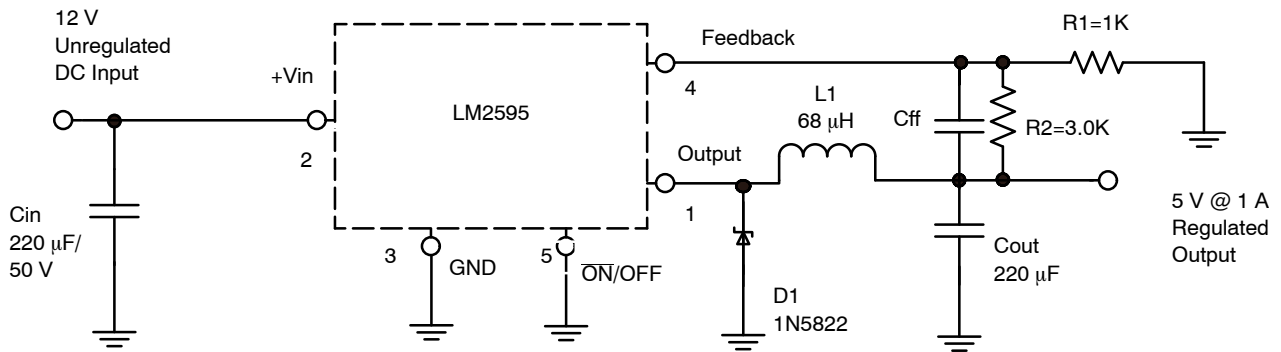 12 V
Unregulated
DC Input
+Vin
2
LM2595
Feedback
4
R1=1K
L1
68 μH
Cff
R2=3.0K
Output
1
5 V @ 1 A
Regulated
Output
Cin
220 μF/
50 V
3
GND
5
O̅N̅/OFF
D1
1N5822
Cout
220 μF